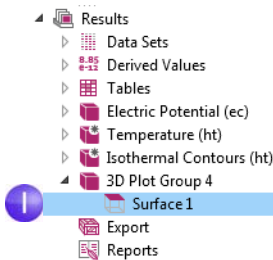 Results
Data Sets
8.85
e-12 Derived Values
Tables
Electric Potential (ec)
Temperature (ht)
Isothermal Contours (ht)
3D Plot Group 4
1 Surface 1
Export
Reports